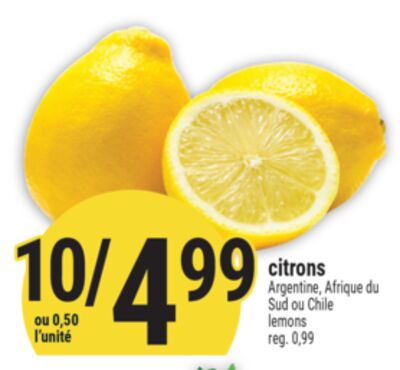 10/4.99
ou 0,50
l'unité
citrons
Argentine, Afrique du
Sud ou Chile
lemons
reg. 0,99